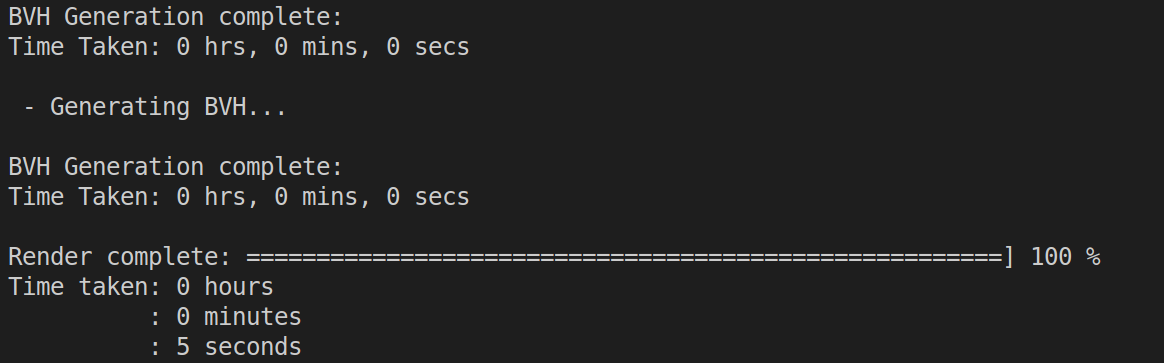 BVH Generation complete:
Time Taken: 0 hrs, 0 mins, 0 secs
 - Generating BVH...
BVH Generation complete:
Time Taken: 0 hrs, 0 mins, 0 secs
Render complete: ======================================================] 100 %
Time taken: 0 hours
          : 0 minutes
          : 5 seconds